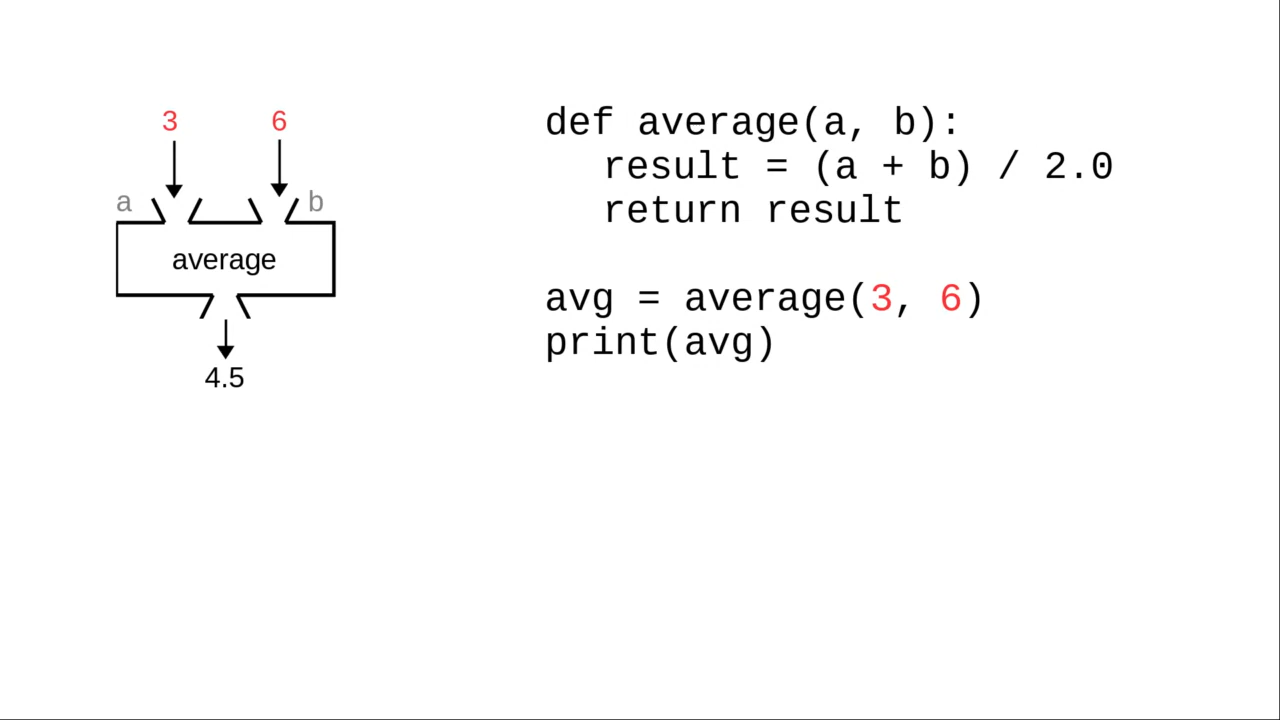 3 6
a b
average
4.5
def average(a, b):
result = (a + b) / 2.0
return result
avg = average(3, 6)
print(avg)